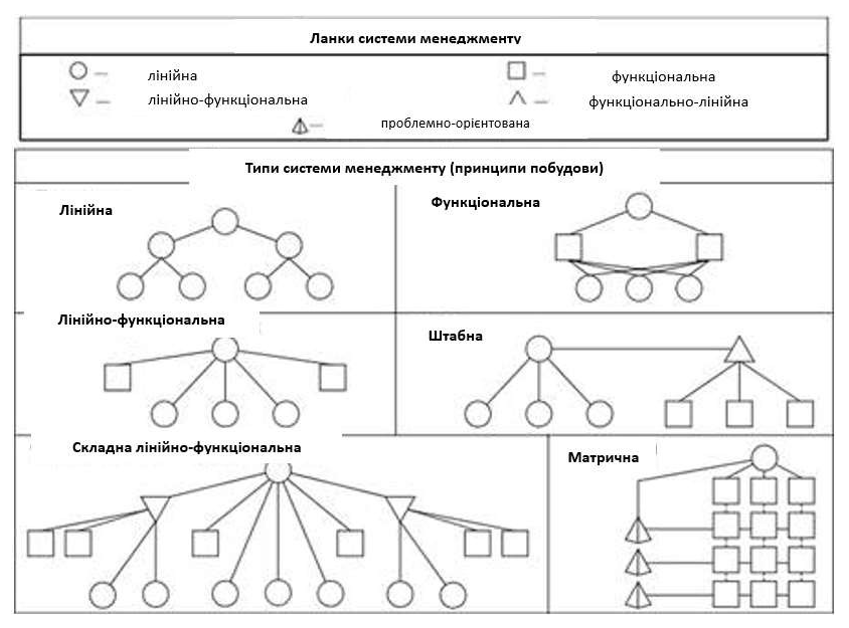 Ланки системи менеджменту
лінійна
функціональна
лінійно-функціональна
функціонально-лінійна
проблемно-орієнтована
Типи системи менеджменту (принципи побудови)
Лінійна
Функціональна
Лінійно-функціональна
Штабна
Складна лінійно-функціональна
Матрична